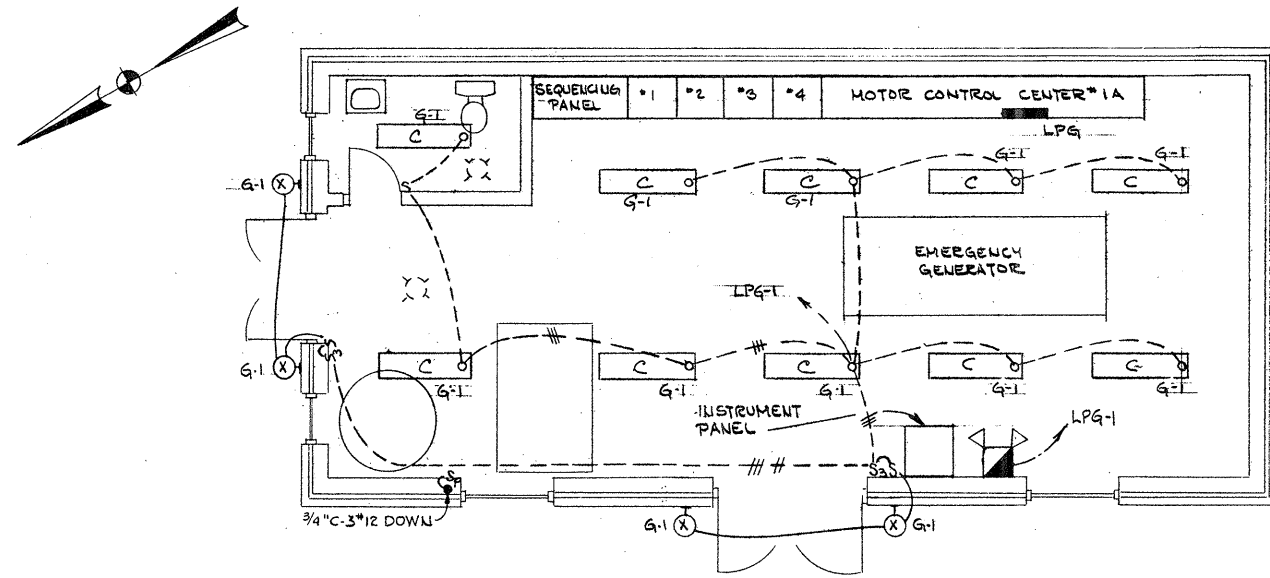 SEQUENCING
PANEL
#1
#2
#3
#4
MOTOR CONTROL CENTER #1A
LPG
G-1
C
S
G-1
X
C
G-1
C
G-1
C
G-1
C
G-1
EMERGENCY
GENERATOR
LPG-1
S3
G-1
X
C
G-1
C
G-1
C
G-1
C
G-1
C
G-1
INSTRUMENT
PANEL
LPG-1
S3S
3/4"C-3#12 DOWN
G-1
X
X
G-1